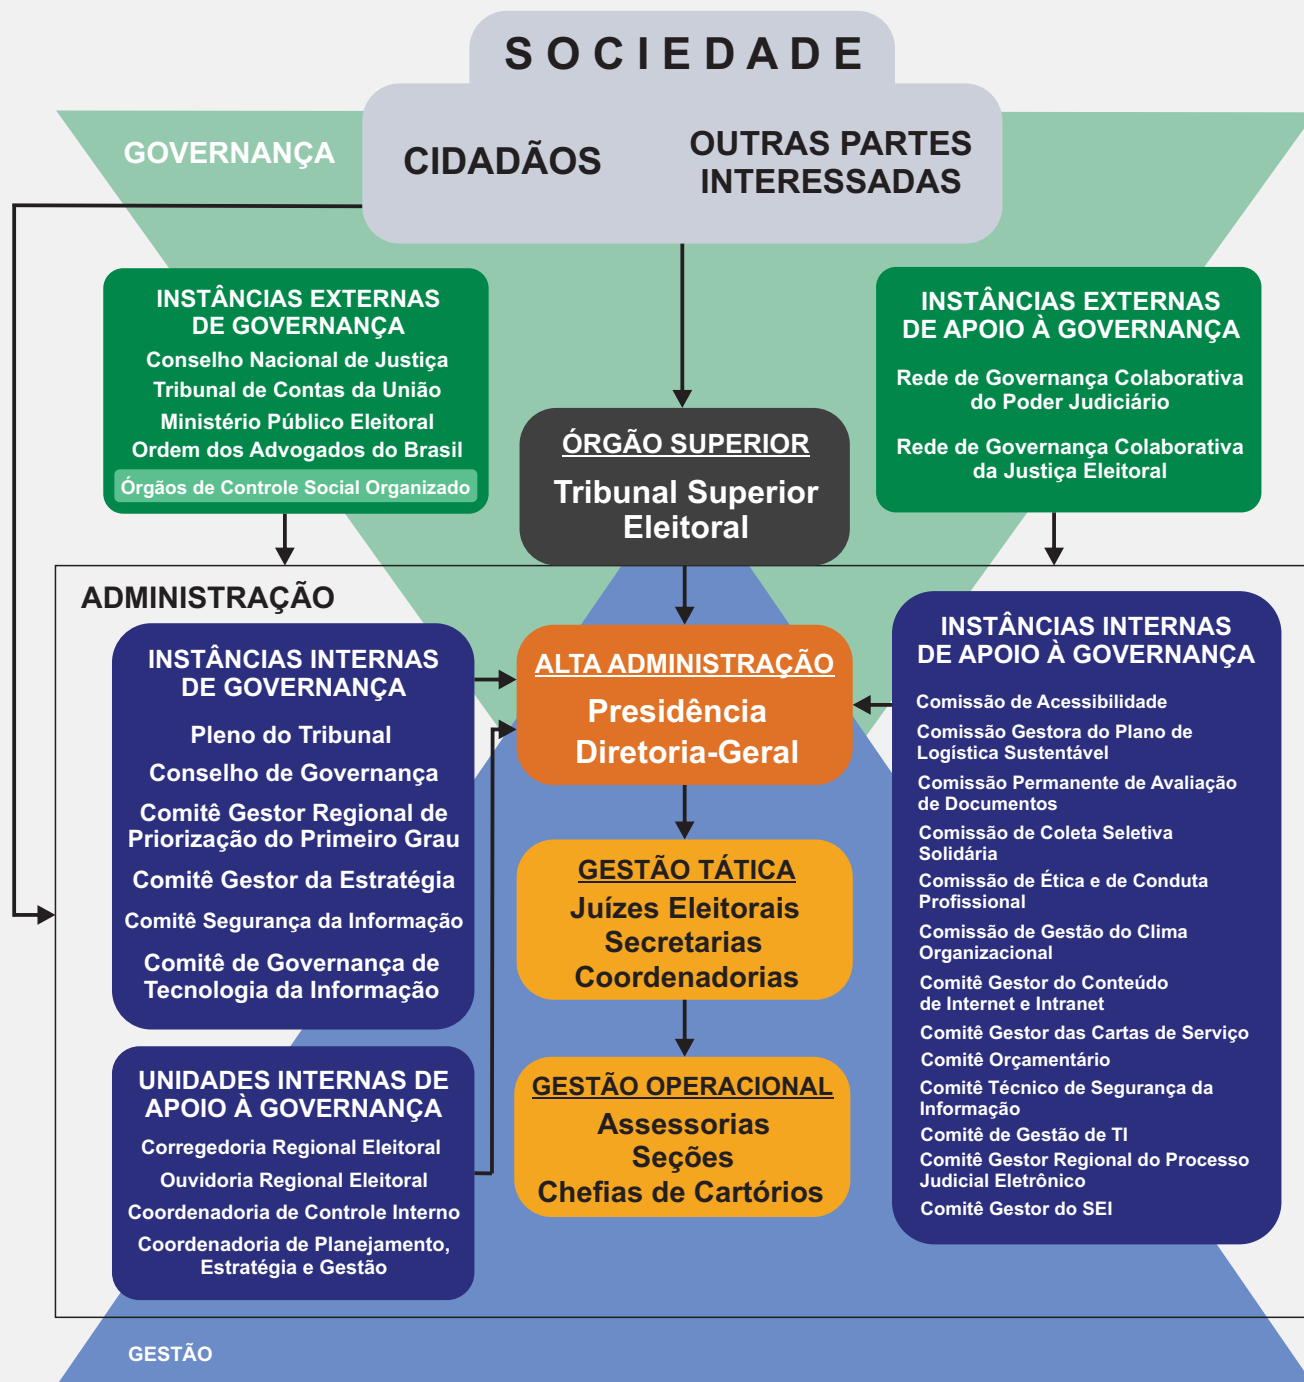 SOCIEDADE
GOVERNANÇA
CIDADÃOS
OUTRAS PARTES
INTERESSADAS
INSTÂNCIAS EXTERNAS
DE GOVERNANÇA
Conselho Nacional de Justiça
Tribunal de Contas da União
Ministério Público Eleitoral
Ordem dos Advogados do Brasil
Órgãos de Controle Social Organizado
INSTÂNCIAS EXTERNAS
DE APOIO À GOVERNANÇA
Rede de Governança Colaborativa
do Poder Judiciário
Rede de Governança Colaborativa
da Justiça Eleitoral
ÓRGÃO SUPERIOR
Tribunal Superior
Eleitoral
ADMINISTRAÇÃO
INSTÂNCIAS INTERNAS
DE GOVERNANÇA
Pleno do Tribunal
Conselho de Governança
Comitê Gestor Regional de
Priorização do Primeiro Grau
Comitê Gestor da Estratégia
Comitê Segurança da Informação
Comitê de Governança de
Tecnologia da Informação
ALTA ADMINISTRAÇÃO
Presidência
Diretoria-Geral
GESTÃO TÁTICA
Juízes Eleitorais
Secretarias
Coordenadorias
GESTÃO OPERACIONAL
Assessorias
Seções
Chefias de Cartórios
INSTÂNCIAS INTERNAS
DE APOIO À GOVERNANÇA
Comissão de Acessibilidade
Comissão Gestora do Plano de
Logística Sustentável
Comissão Permanente de Avaliação
de Documentos
Comissão de Coleta Seletiva
Solidária
Comissão de Ética e de Conduta
Profissional
Comissão de Gestão do Clima
Organizacional
Comitê Gestor do Conteúdo
de Internet e Intranet
Comitê Gestor das Cartas de Serviço
Comitê Orçamentário
Comitê Técnico de Segurança da
Informação
Comitê de Gestão de TI
Comitê Gestor Regional do Processo
Judicial Eletrônico
Comitê Gestor do SEI
UNIDADES INTERNAS DE
APOIO À GOVERNANÇA
Corregedoria Regional Eleitoral
Ouvidoria Regional Eleitoral
Coordenadoria de Controle Interno
Coordenadoria de Planejamento,
Estratégia e Gestão
GESTÃO